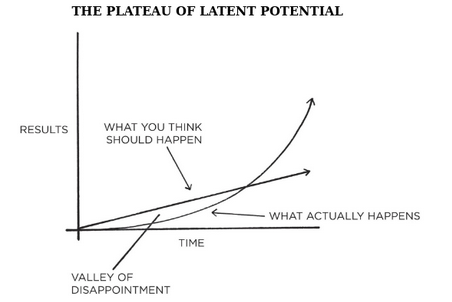 THE PLATEAU OF LATENT POTENTIAL
RESULTS
WHAT YOU THINK
SHOULD HAPPEN
WHAT ACTUALLY HAPPENS
TIME
VALLEY OF
DISAPPOINTMENT